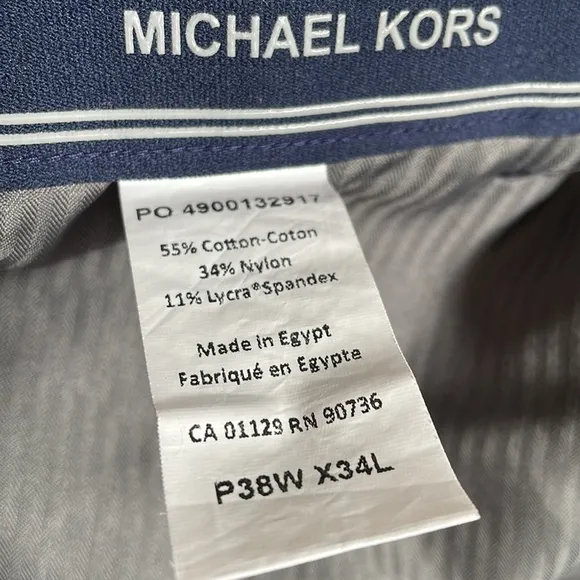 MICHAEL KORS
PO 4900132917
55% Cotton-Coton
34% Nylon
11% Lycra®Spandex
Made in Egypt
Fabriqué en Egypte
CA 01129 RN 90736
P38W X34L